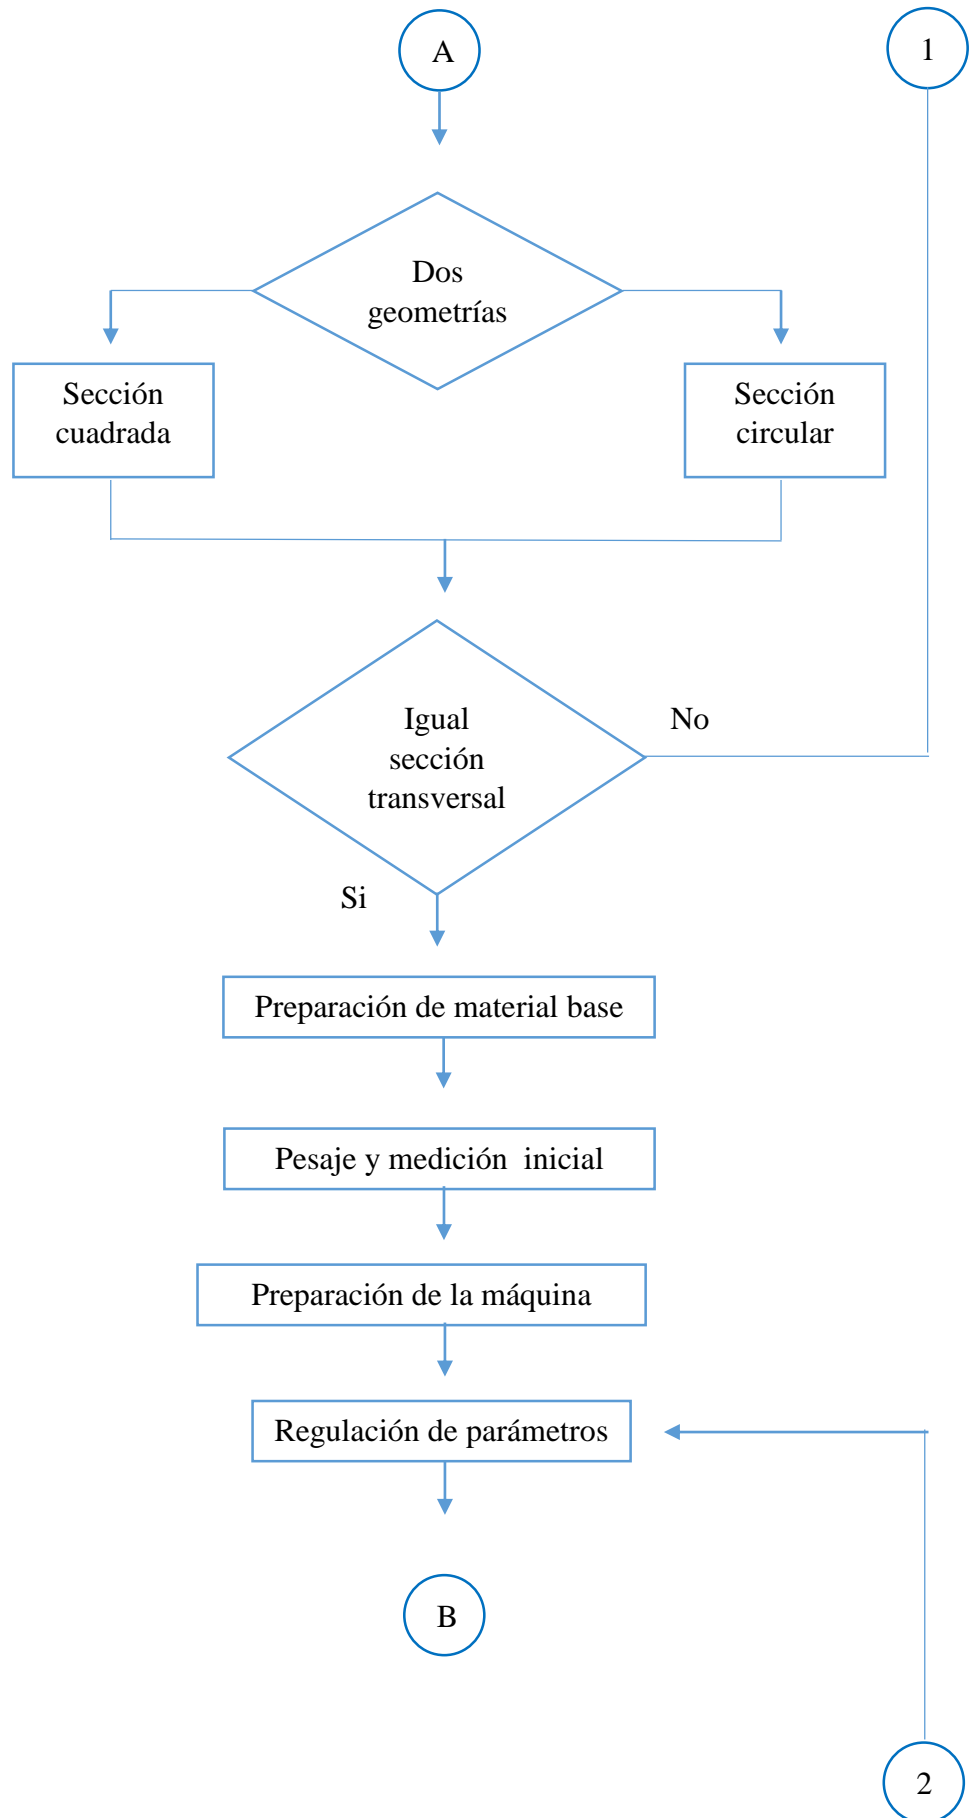 A
1
Dos
geometrías
Sección
cuadrada
Sección
circular
Igual
sección
transversal
No
Si
Preparación de material base
Pesaje y medición inicial
Preparación de la máquina
Regulación de parámetros
B
2